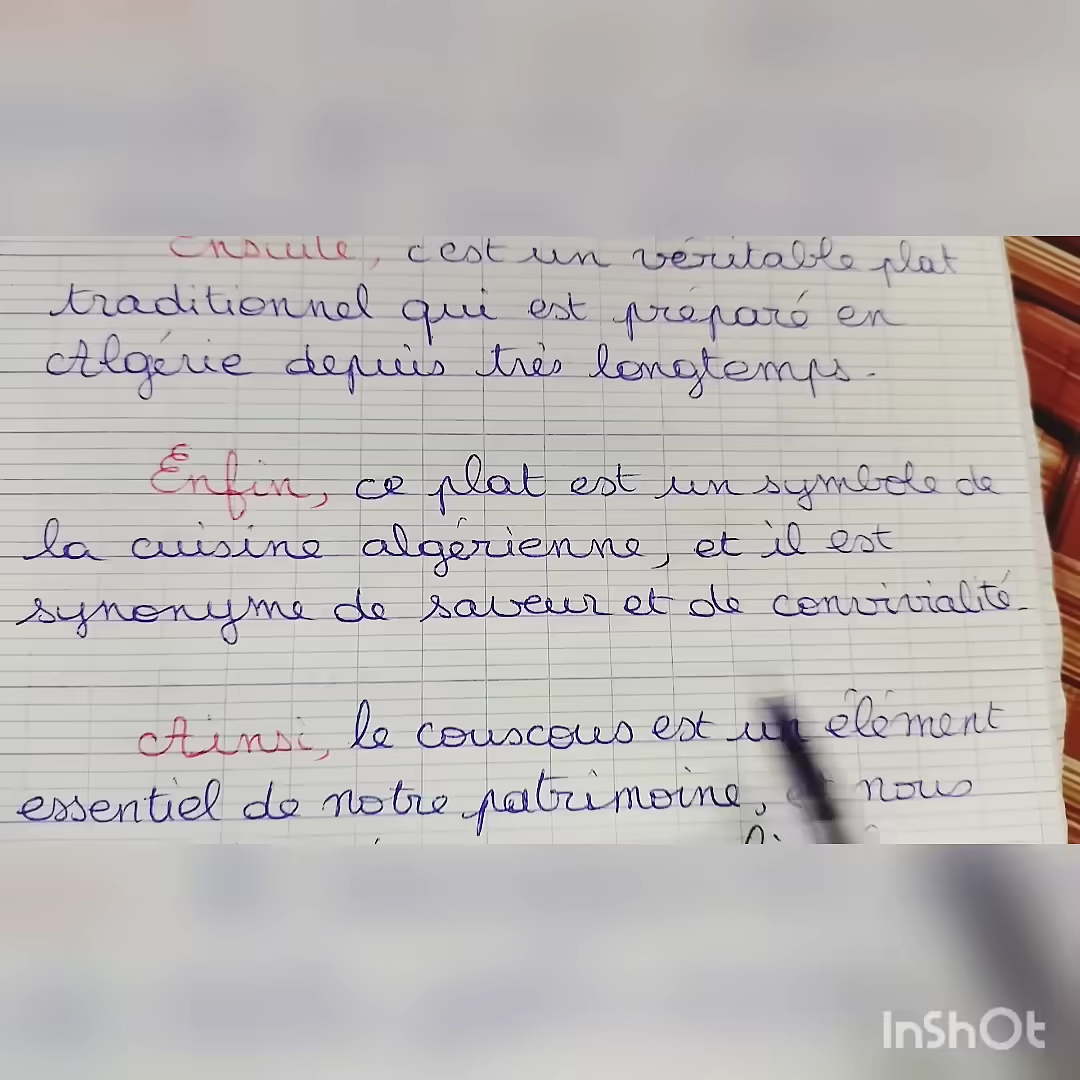 Ensuite, c'est un véritable plat
traditionnel qui est préparé en
Algérie depuis très longtemps.
Enfin, ce plat est un symbole de
la cuisine algérienne, et il est
synonyme de saveur et de convivialité.
Ainsi, le couscous est un élément
essentiel de notre patrimoine, nous
InShOt